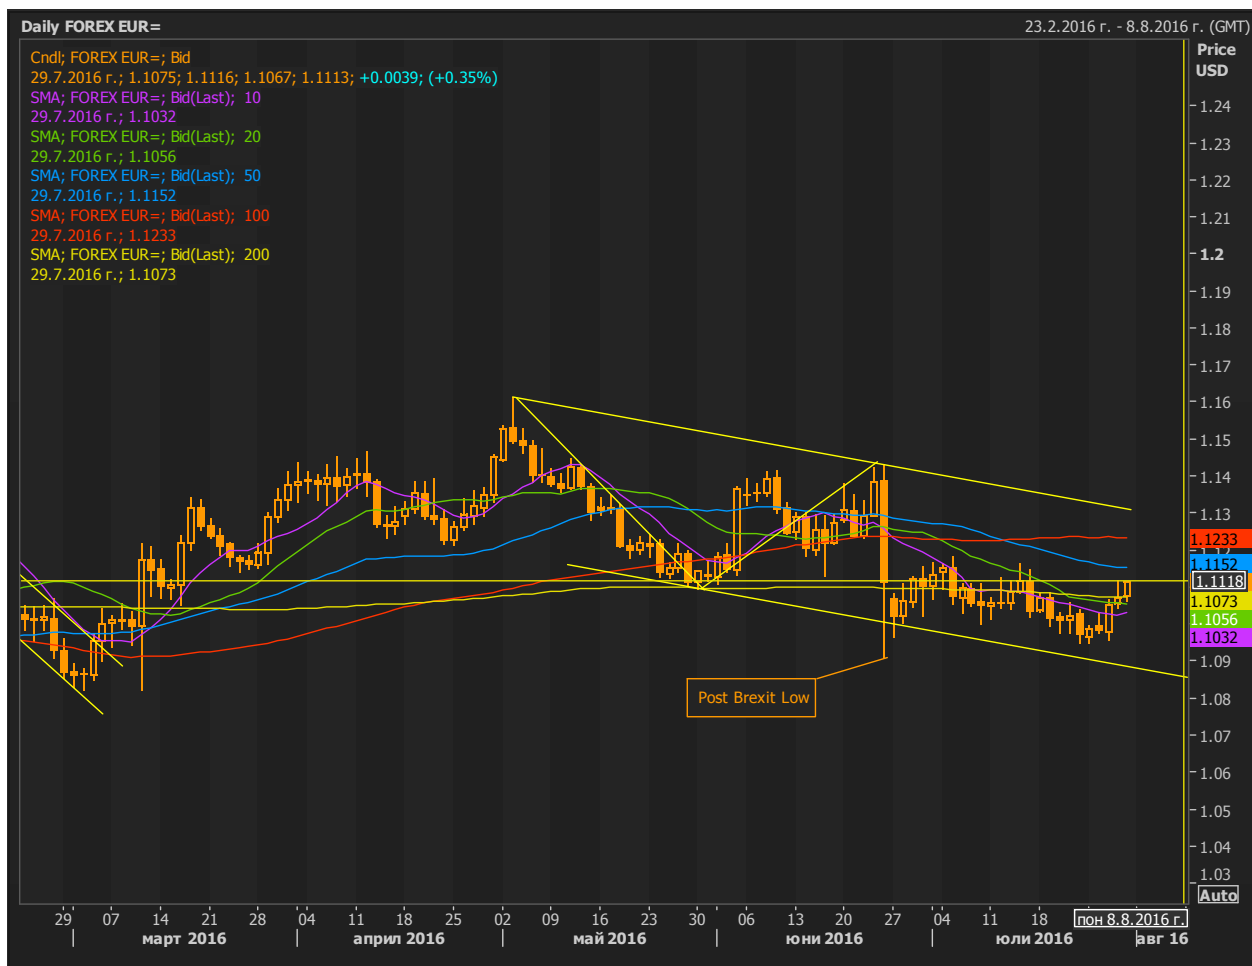 Daily FOREX EUR=
23.2.2016 г. - 8.8.2016 г. (GMT)
Price
USD
Cndl; FOREX EUR=; Bid
29.7.2016 г.; 1.1075; 1.1116; 1.1067; 1.1113; +0.0039; (+0.35%)
SMA; FOREX EUR=; Bid(Last); 10
29.7.2016 г.; 1.1032
SMA; FOREX EUR=; Bid(Last); 20
29.7.2016 г.; 1.1056
SMA; FOREX EUR=; Bid(Last); 50
29.7.2016 г.; 1.1152
SMA; FOREX EUR=; Bid(Last); 100
29.7.2016 г.; 1.1233
SMA; FOREX EUR=; Bid(Last); 200
29.7.2016 г.; 1.1073
1.24
1.23
1.22
1.21
1.2
1.19
1.18
1.17
1.16
1.15
1.14
1.13
1.1233
1.12
1.1152
1.1118
1.1073
1.1056
1.1032
1.09
1.08
1.07
1.06
1.05
1.04
1.03
Auto
Post Brexit Low
29 07 14 21 28 04 11 18 25 02 09 16 23 30 06 13 20 27 04 11 18 пон 8.8.2016 г.
март 2016 април 2016 май 2016 юни 2016 юли 2016 авг 16